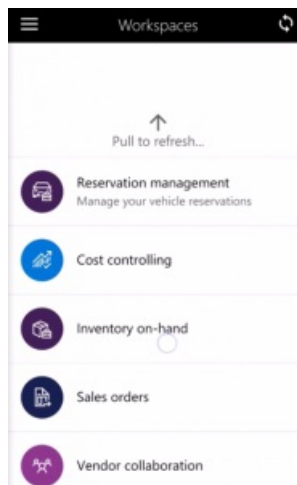 Workspaces
Pull to refresh...
Reservation management
Manage your vehicle reservations
Cost controlling
Inventory on-hand
Sales orders
Vendor collaboration